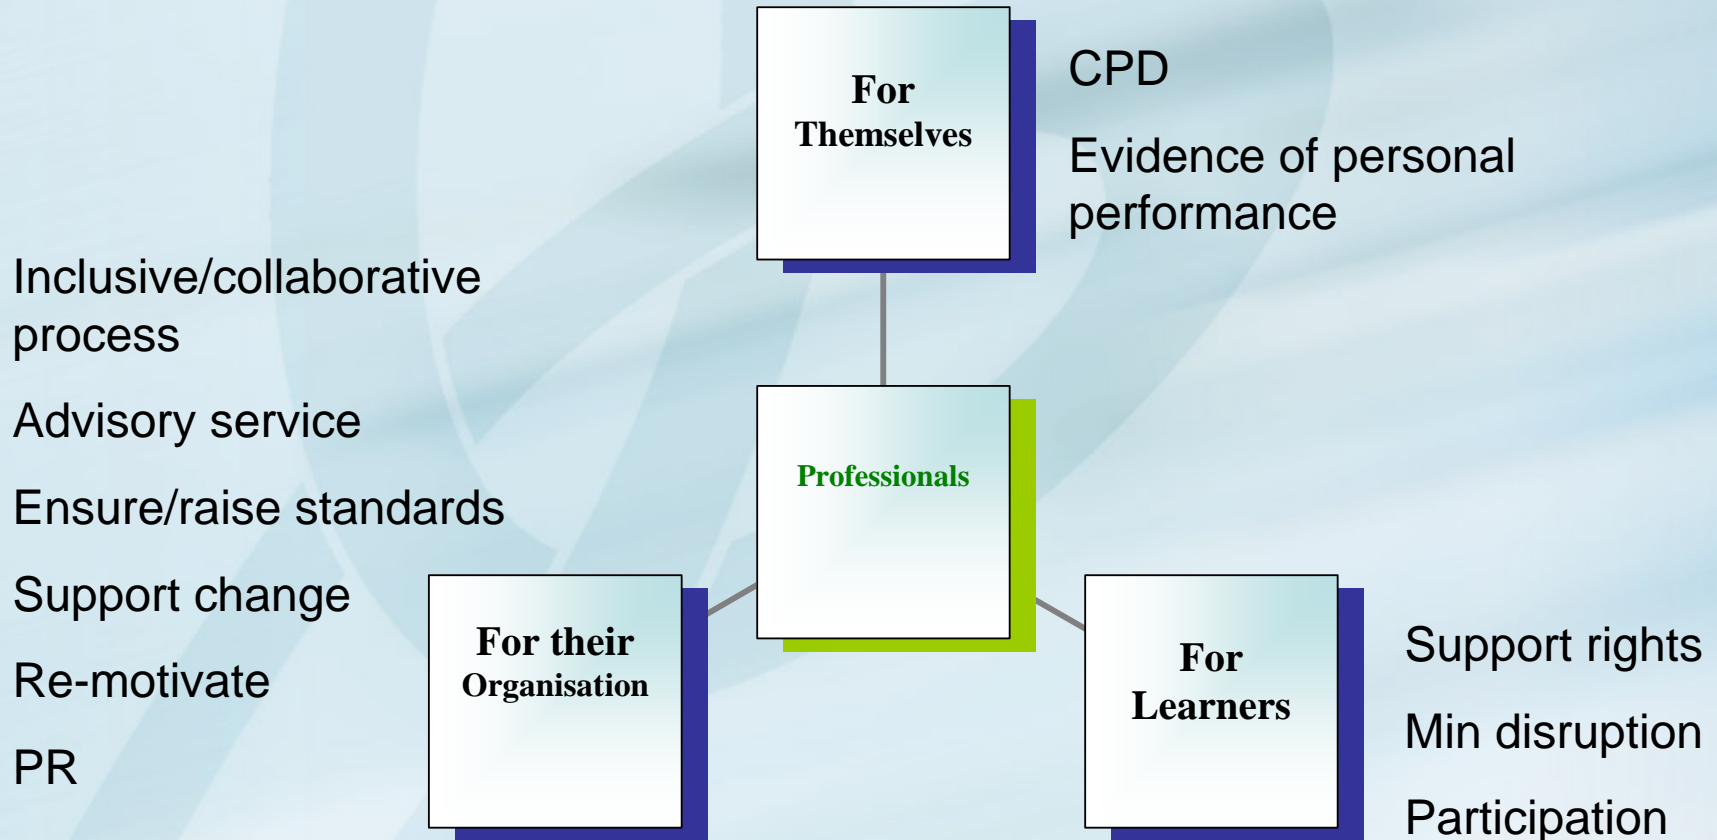 For
Themselves
CPD
Evidence of personal
performance
Inclusive/collaborative
process
Advisory service
Ensure/raise standards
Support change
Re-motivate
PR
Professionals
For their
Organisation
For
Learners
Support rights
Min disruption
Participation